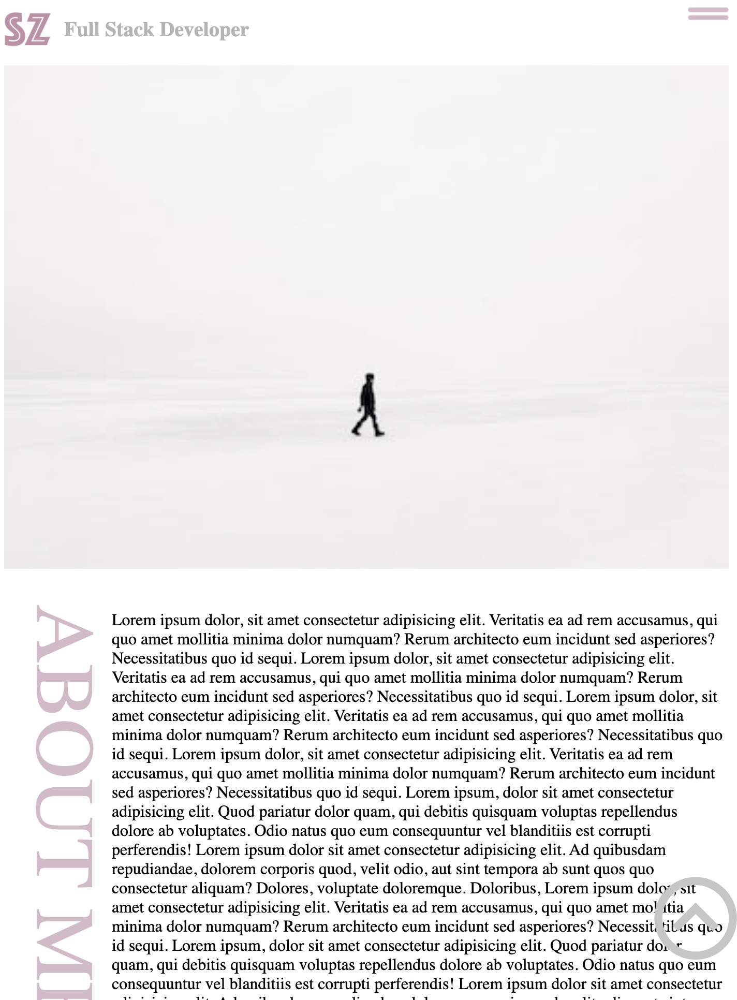 SZ
Full Stack Developer
ABOUT ME
Lorem ipsum dolor, sit amet consectetur adipisicing elit. Veritatis ea ad rem accusamus, qui
quo amet mollitia minima dolor numquam? Rerum architecto eum incidunt sed asperiores?
Necessitatibus quo id sequi. Lorem ipsum dolor, sit amet consectetur adipisicing elit.
Veritatis ea ad rem accusamus, qui quo amet mollitia minima dolor numquam? Rerum
architecto eum incidunt sed asperiores? Necessitatibus quo id sequi. Lorem ipsum dolor, sit
amet consectetur adipisicing elit. Veritatis ea ad rem accusamus, qui quo amet mollitia
minima dolor numquam? Rerum architecto eum incidunt sed asperiores? Necessitatibus quo
id sequi. Lorem ipsum dolor, sit amet consectetur adipisicing elit. Veritatis ea ad rem
accusamus, qui quo amet mollitia minima dolor numquam? Rerum architecto eum incidunt
sed asperiores? Necessitatibus quo id sequi. Lorem ipsum, dolor sit amet consectetur
adipisicing elit. Quod pariatur dolor quam, qui debitis quisquam voluptas repellendus
dolore ab voluptates. Odio natus quo eum consequuntur vel blanditiis est corrupti
perferendis! Lorem ipsum dolor sit amet consectetur adipisicing elit. Ad quibusdam
repudiandae, dolorem corporis quod, velit odio, aut sint tempora ab sunt quos quo
consectetur aliquam? Dolores, voluptate doloremque. Doloribus, Lorem ipsum dolor, sit
amet consectetur adipisicing elit. Veritatis ea ad rem accusamus, qui quo amet mollitia
minima dolor numquam? Rerum architecto eum incidunt sed asperiores? Necessitatibus quo
id sequi. Lorem ipsum, dolor sit amet consectetur adipisicing elit. Quod pariatur dolor
quam, qui debitis quisquam voluptas repellendus dolore ab voluptates. Odio natus quo eum
consequuntur vel blanditiis est corrupti perferendis! Lorem ipsum dolor sit amet consectetur